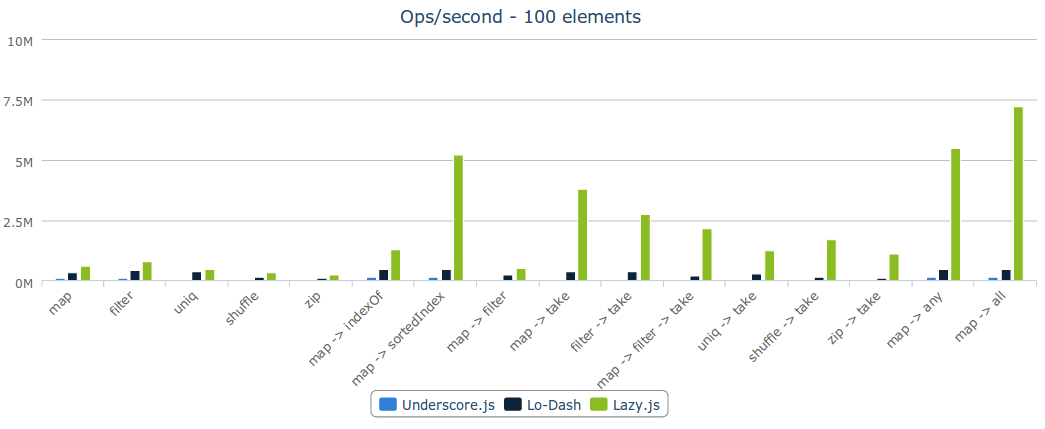 Ops/second - 100 elements
10M
7.5M
5M
2.5M
0M
map
filter
uniq
shuffle
zip
map -> indexOf
map -> sortedIndex
map -> filter
map -> take
filter -> take
map -> filter -> take
uniq -> take
shuffle -> take
zip -> take
map -> any
map -> all
Underscore.js Lo-Dash Lazy.js